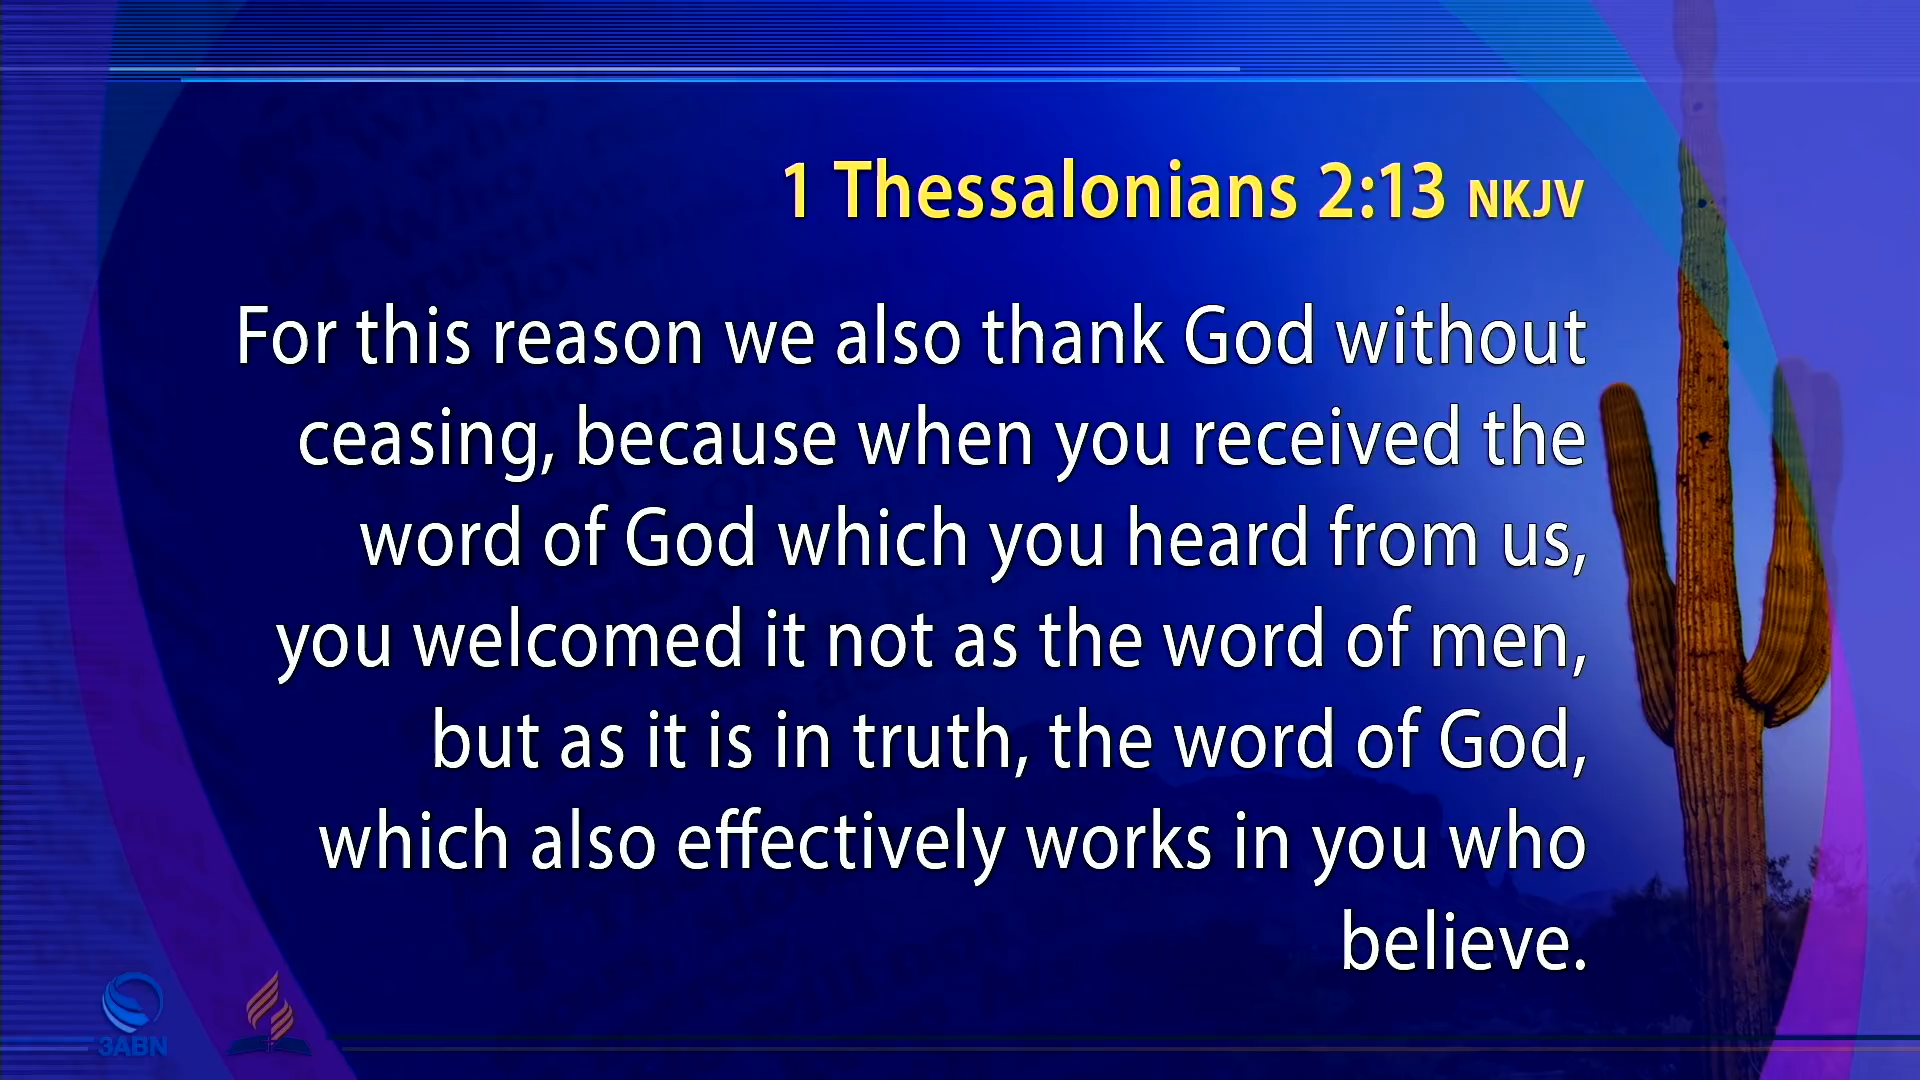 1 Thessalonians 2:13 NKJV
For this reason we also thank God without
ceasing, because when you received the
word of God which you heard from us,
you welcomed it not as the word of men,
but as it is in truth, the word of God,
which also effectively works in you who
believe.
3ABN